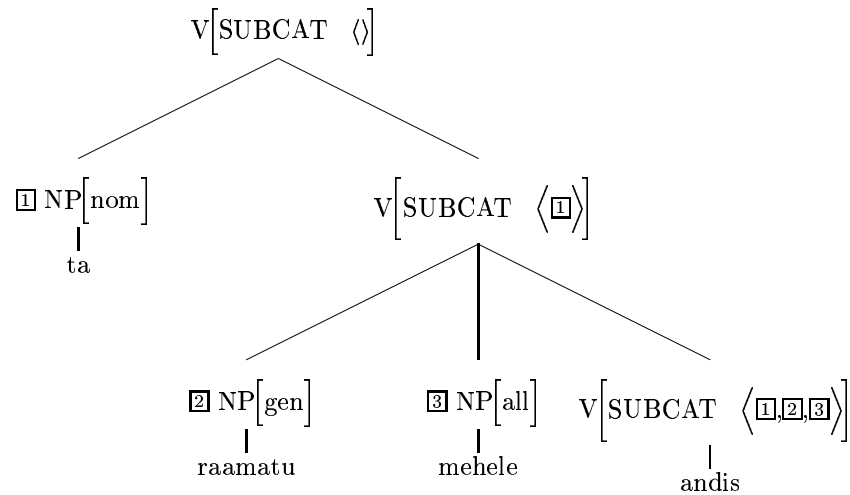 V[SUBCAT ⟨⟩]
1 NP[nom]
V[SUBCAT ⟨1⟩]
ta
2 NP[gen]
3 NP[all]
V[SUBCAT ⟨1,2,3⟩]
raamatu
mehele
andis